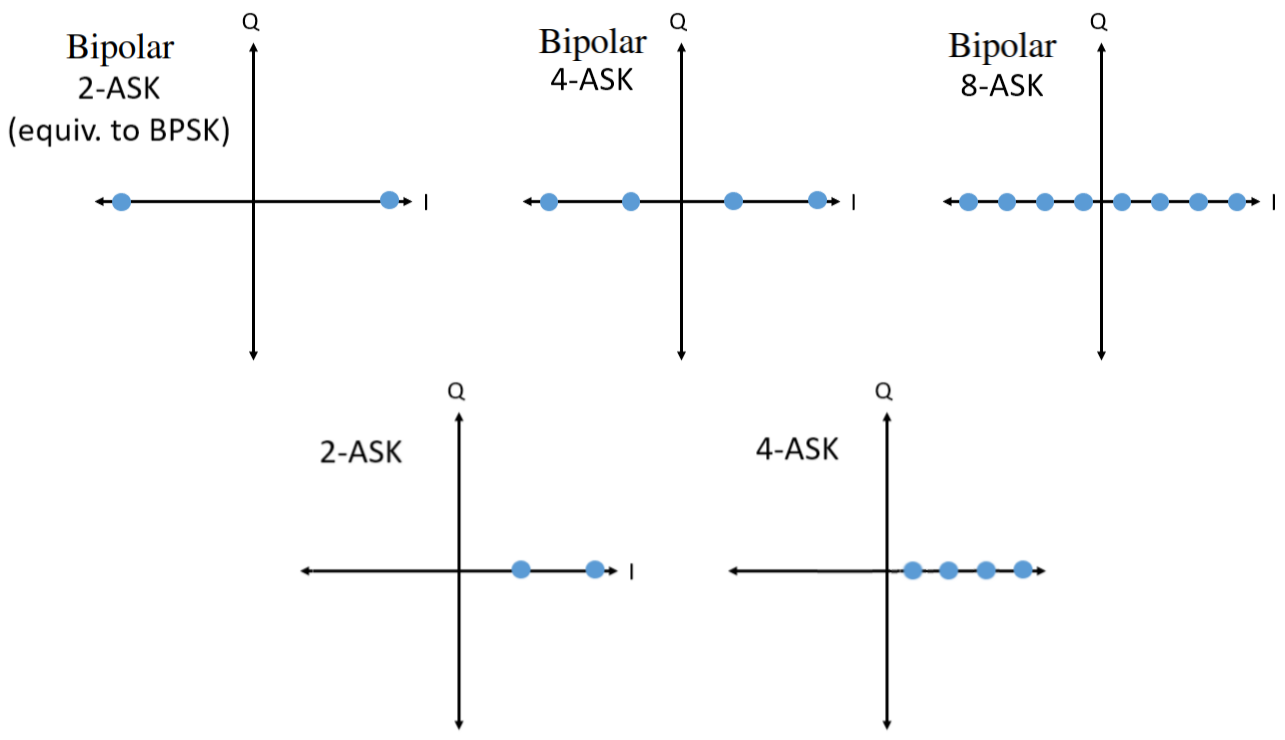 Q
Bipolar
2-ASK
(equiv. to BPSK)
I
Q
Bipolar
4-ASK
I
Q
Bipolar
8-ASK
I
Q
2-ASK
I
Q
4-ASK